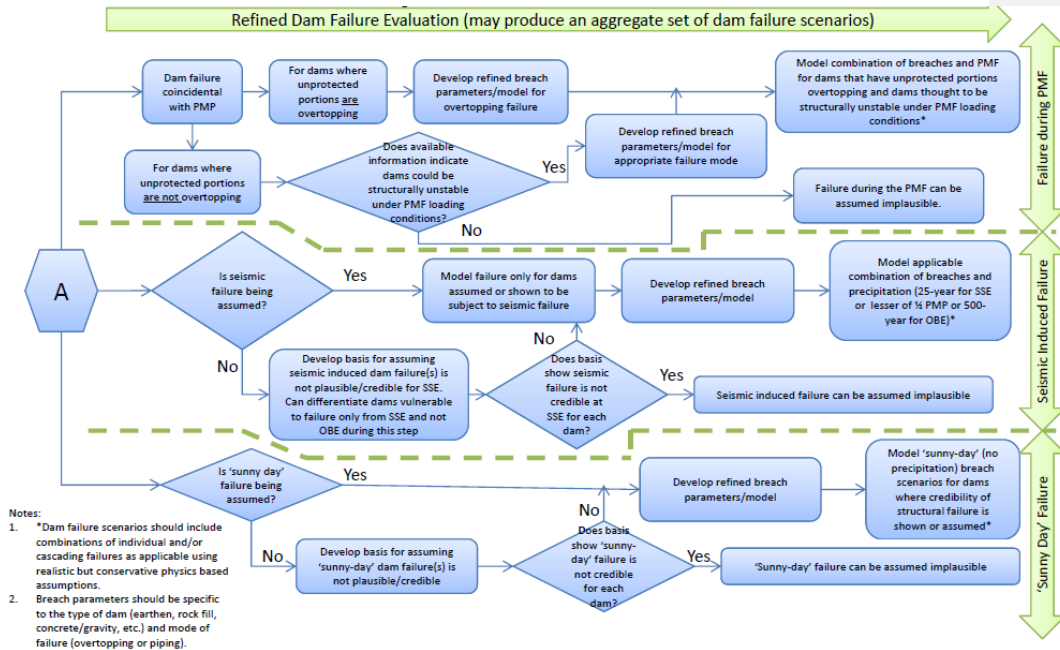 Refined Dam Failure Evaluation (may produce an aggregate set of dam failure scenarios)
Dam failure
coincidental
with PMP
For dams where
unprotected
portions are
overtopping
Develop refined breach
parameters/model for
overtopping failure
Model combination of breaches and PMF
for dams that have unprotected portions
overtopping and dams thought to be
structurally unstable under PMF loading
conditions*
For dams where
unprotected portions
are not overtopping
Does available
information indicate
dams could be
structurally unstable
under PMF loading
conditions?
Yes
Develop refined breach
parameters/model for
appropriate failure mode
No
Failure during the PMF can be
assumed implausible.
Failure during PMF
A
Is seismic
failure being
assumed?
Yes
Model failure only for dams
assumed or shown to be
subject to seismic failure
Develop refined breach
parameters/model
Model applicable
combination of breaches and
precipitation (25-year for SSE
or lesser of ½ PMP or 500-
year for OBE)*
No
Develop basis for assuming
seismic induced dam failure(s) is
not plausible/credible for SSE.
Can differentiate dams vulnerable
to failure only from SSE and not
OBE during this step
No
Does basis
show seismic
failure is not
credible at
SSE for each
dam?
Yes
Seismic induced failure can be assumed implausible
Seismic Induced Failure
Is ‘sunny day’
failure being
assumed?
Yes
Develop refined breach
parameters/model
Model ‘sunny-day’ (no
precipitation) breach
scenarios for dams
where credibility of
structural failure is
shown or assumed*
No
Develop basis for assuming
‘sunny-day’ dam failure(s) is
not plausible/credible
No
Does basis
show ‘sunny-
day’ failure is
not credible
for each
dam?
Yes
‘Sunny-day’ failure can be assumed implausible
‘Sunny Day’ Failure
Notes:
1. *Dam failure scenarios should include
combinations of individual and/or
cascading failures as applicable using
realistic but conservative physics based
assumptions.
2. Breach parameters should be specific
to the type of dam (earthen, rock fill,
concrete/gravity, etc.) and mode of
failure (overtopping or piping).